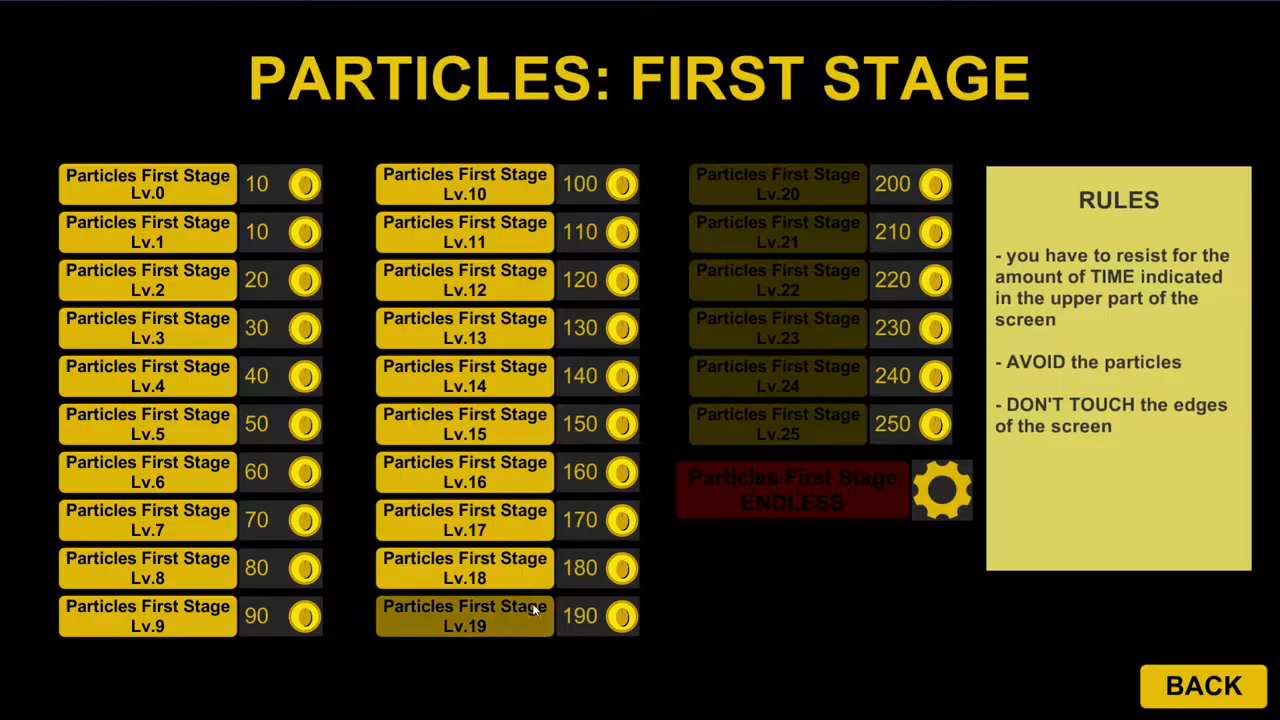 PARTICLES: FIRST STAGE
Particles First Stage
Lv.0
10
Particles First Stage
Lv.1
10
Particles First Stage
Lv.2
20
Particles First Stage
Lv.3
30
Particles First Stage
Lv.4
40
Particles First Stage
Lv.5
50
Particles First Stage
Lv.6
60
Particles First Stage
Lv.7
70
Particles First Stage
Lv.8
80
Particles First Stage
Lv.9
90
Particles First Stage
Lv.10
100
Particles First Stage
Lv.11
110
Particles First Stage
Lv.12
120
Particles First Stage
Lv.13
130
Particles First Stage
Lv.14
140
Particles First Stage
Lv.15
150
Particles First Stage
Lv.16
160
Particles First Stage
Lv.17
170
Particles First Stage
Lv.18
180
Particles First Stage
Lv.19
190
Particles First Stage
Lv.20
200
Particles First Stage
Lv.21
210
Particles First Stage
Lv.22
220
Particles First Stage
Lv.23
230
Particles First Stage
Lv.24
240
Particles First Stage
Lv.25
250
Particles First Stage
ENDLESS
RULES
- you have to resist for the
amount of TIME indicated
in the upper part of the
screen
- AVOID the particles
- DON'T TOUCH the edges
of the screen
BACK